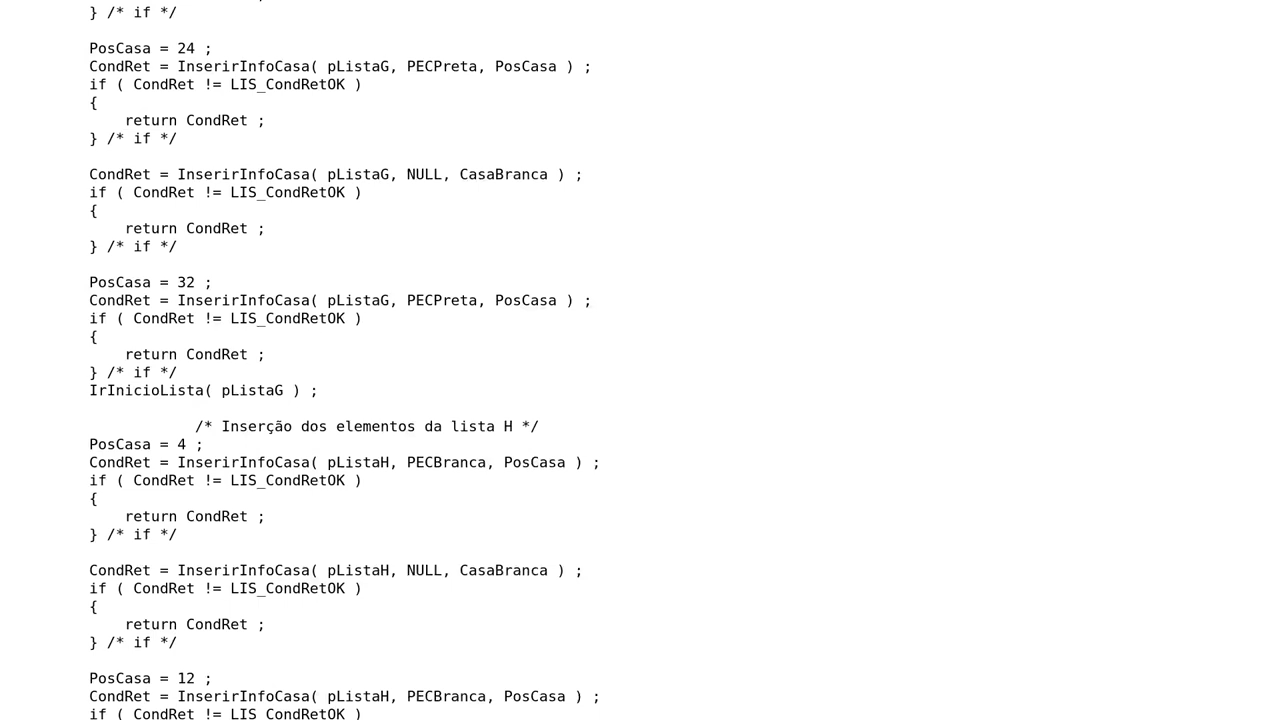 } /* if */
PosCasa = 24 ;
CondRet = InserirInfoCasa( pListaG, PECPreta, PosCasa ) ;
if ( CondRet != LIS_CondRetOK )
{
return CondRet ;
} /* if */
CondRet = InserirInfoCasa( pListaG, NULL, CasaBranca ) ;
if ( CondRet != LIS_CondRetOK )
{
return CondRet ;
} /* if */
PosCasa = 32 ;
CondRet = InserirInfoCasa( pListaG, PECPreta, PosCasa ) ;
if ( CondRet != LIS_CondRetOK )
{
return CondRet ;
} /* if */
IrInicioLista( pListaG ) ;
/* Inserção dos elementos da lista H */
PosCasa = 4 ;
CondRet = InserirInfoCasa( pListaH, PECBranca, PosCasa ) ;
if ( CondRet != LIS_CondRetOK )
{
return CondRet ;
} /* if */
CondRet = InserirInfoCasa( pListaH, NULL, CasaBranca ) ;
if ( CondRet != LIS_CondRetOK )
{
return CondRet ;
} /* if */
PosCasa = 12 ;
CondRet = InserirInfoCasa( pListaH, PECBranca, PosCasa ) ;
if ( CondRet != LIS_CondRetOK )